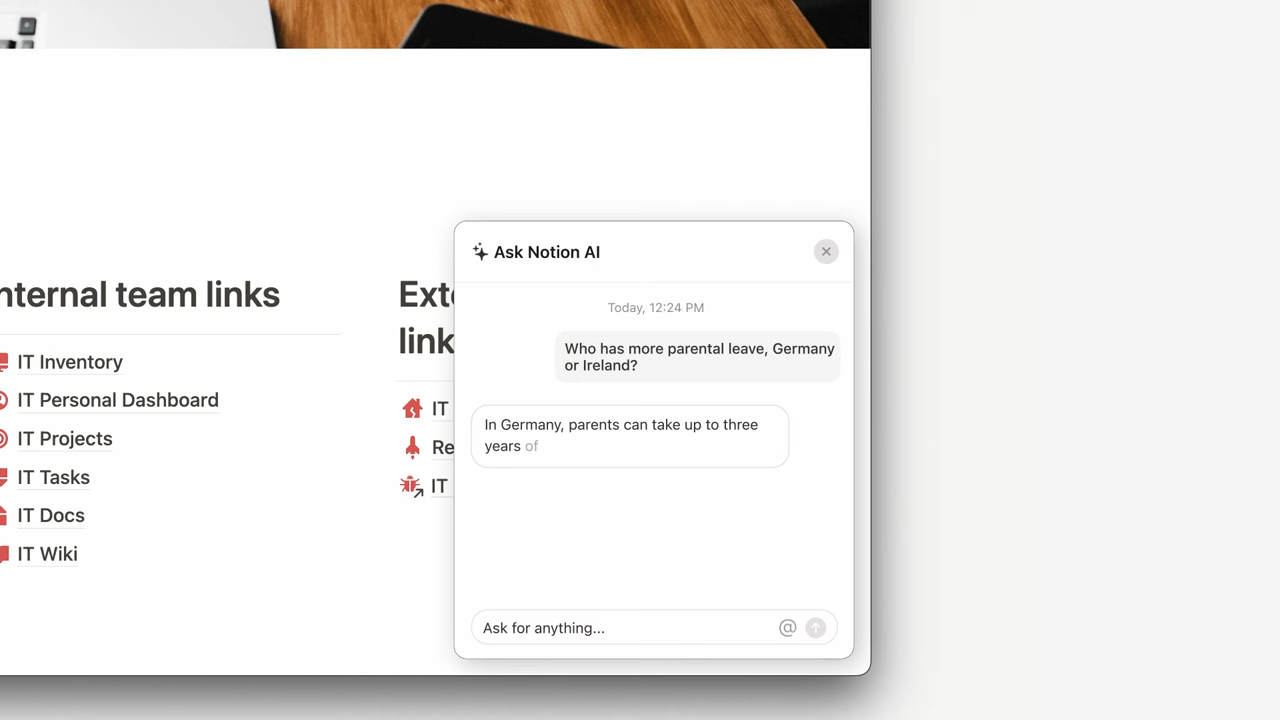 nternal team links
IT Inventory
IT Personal Dashboard
IT Projects
IT Tasks
IT Docs
IT Wiki
Exte
link
IT
Re
IT
Ask Notion AI
Today, 12:24 PM
Who has more parental leave, Germany
or Ireland?
In Germany, parents can take up to three
years of
Ask for anything...
@